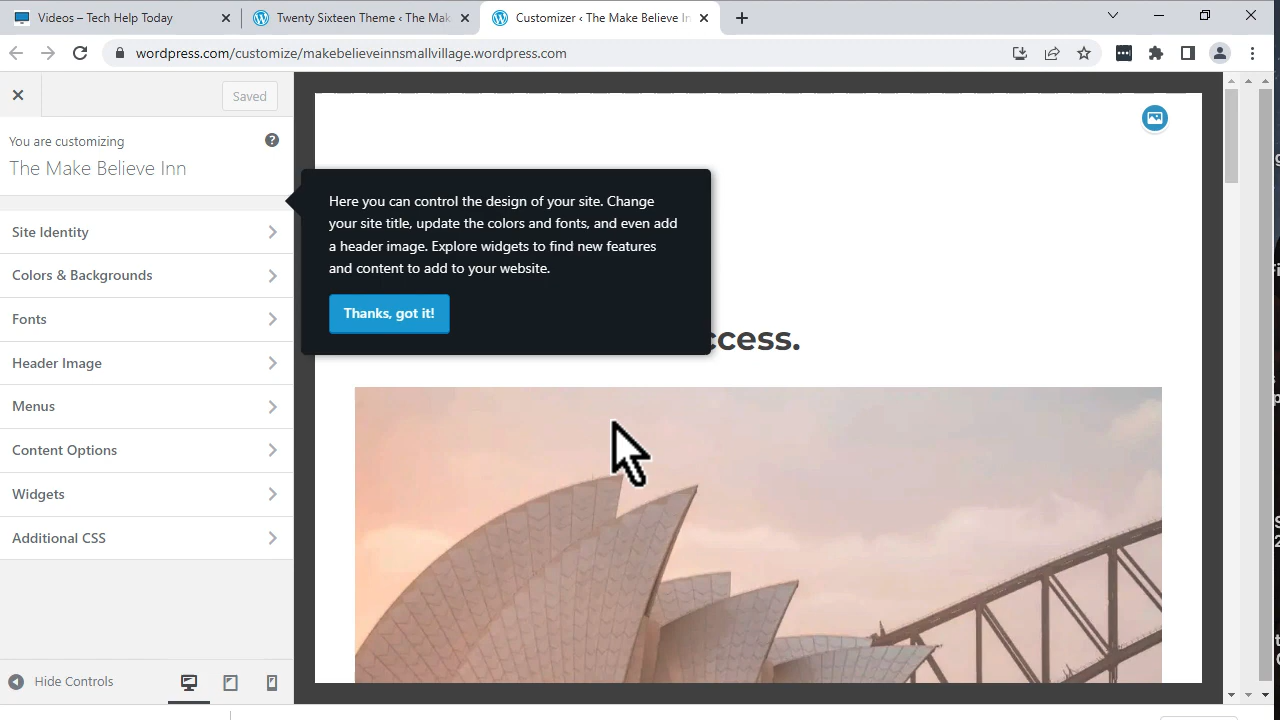 Videos – Tech Help Today
Twenty Sixteen Theme ‹ The Mak
Customizer ‹ The Make Believe In
wordpress.com/customize/makebelieveinnsmallvillage.wordpress.com
Saved
You are customizing
The Make Believe Inn
Site Identity
Colors & Backgrounds
Fonts
Header Image
Menus
Content Options
Widgets
Additional CSS
Hide Controls
Here you can control the design of your site. Change
your site title, update the colors and fonts, and even add
a header image. Explore widgets to find new features
and content to add to your website.
Thanks, got it!
ccess.